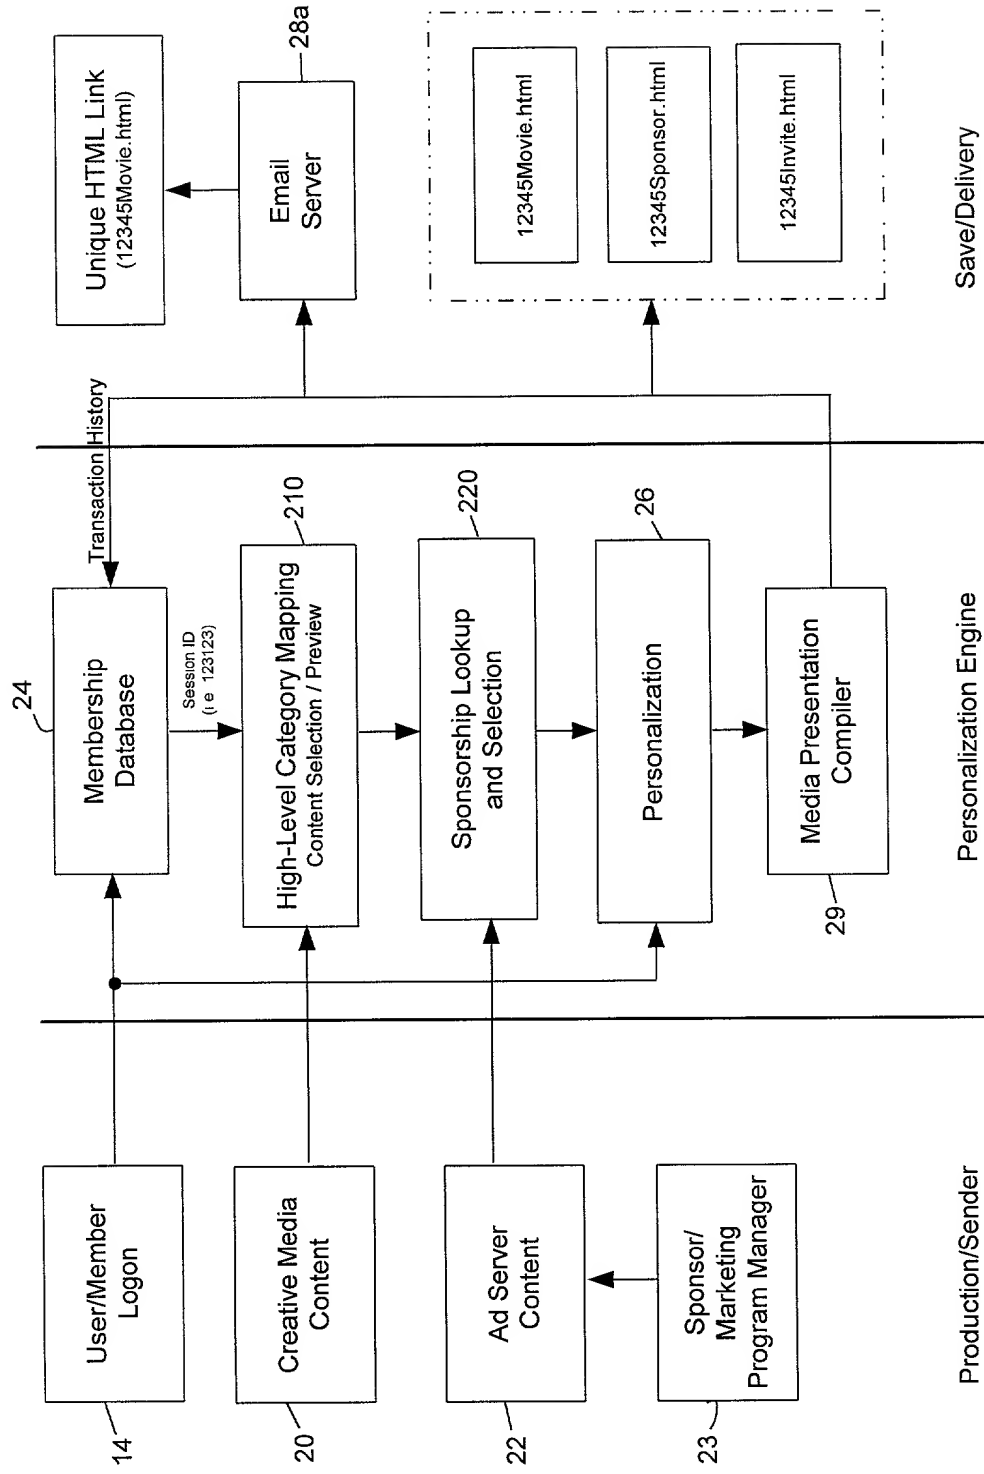 14
User/Member
Logon
20
Creative Media
Content
22
Ad Server
Content
23
Sponsor/
Marketing
Program Manager
Production/Sender
24
Membership
Database
Transaction History
Session ID
(i e 123123)
210
High-Level Category Mapping
Content Selection / Preview
220
Sponsorship Lookup
and Selection
26
Personalization
29
Media Presentation
Compiler
Personalization Engine
Unique HTML Link
(12345Movie.html)
28a
Email
Server
12345Movie.html
12345Sponsor.html
12345Invite.html
Save/Delivery